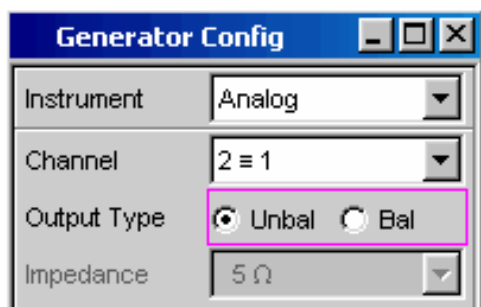 Generator Config
Instrument Analog
Channel 2 ≡ 1
Output Type Unbal Bal
Impedance 5 Ω